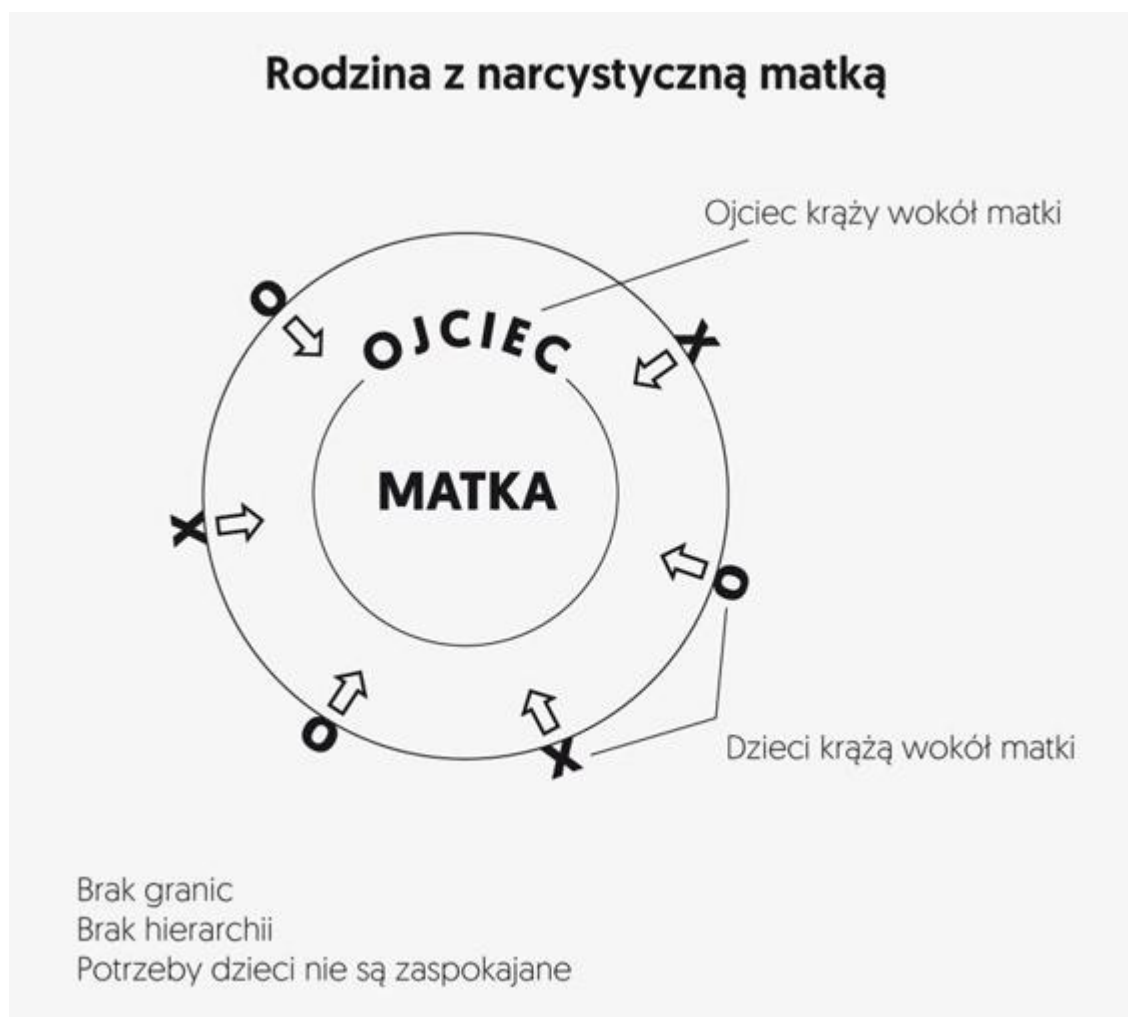 Rodzina z narcystyczną matką
Ojciec krąży wokół matki
O
OJCIEC
X
MATKA
X
O
O
X
Dzieci krążą wokół matki
Brak granic
Brak hierarchii
Potrzeby dzieci nie są zaspokajane